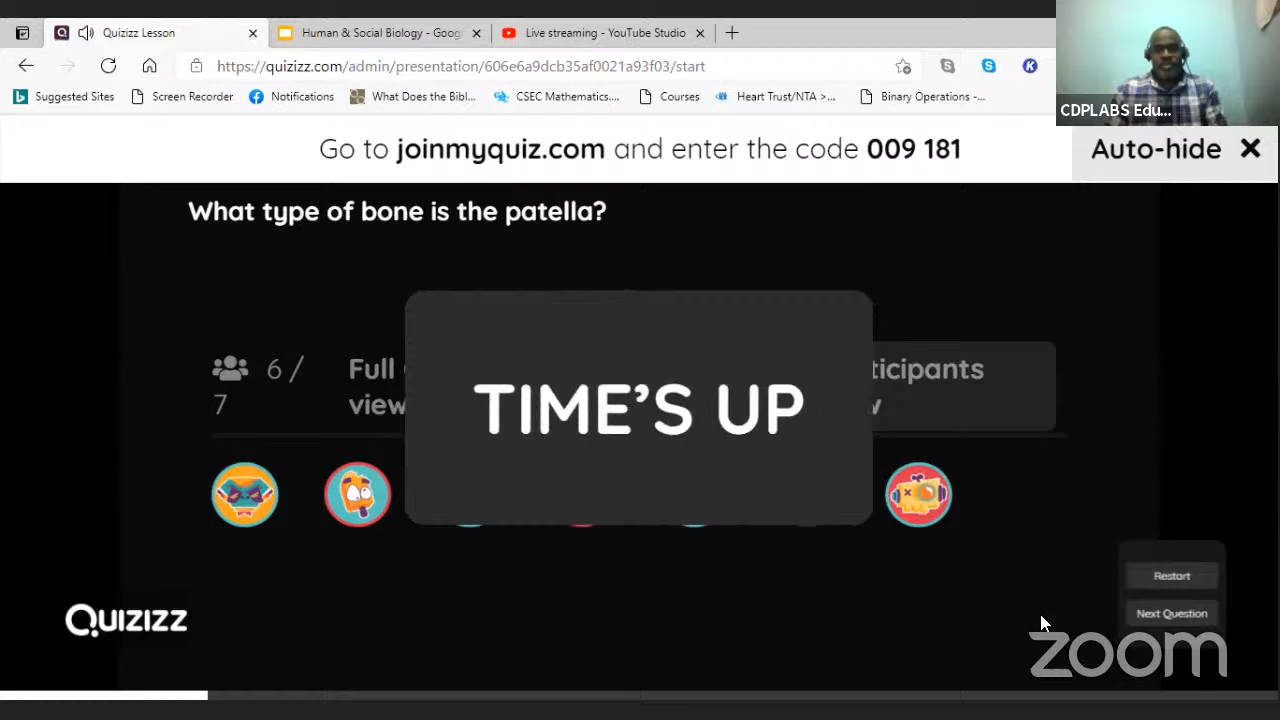 Quizizz Lesson
Human & Social Biology - Goog
Live streaming - YouTube Studio
https://quizizz.com/admin/presentation/606e6a9dcb35af0021a93f03/start
Suggested Sites
Screen Recorder
Notifications
What Does the Bibl...
CSEC Mathematics....
Courses
Heart Trust/NTA >...
Binary Operations -...
CDPLABS Edu...
Go to joinmyquiz.com and enter the code 009 181
Auto-hide
What type of bone is the patella?
6 /
7
Full
view
ticipants
TIME'S UP
Restart
Next Question
Quizizz
zoom